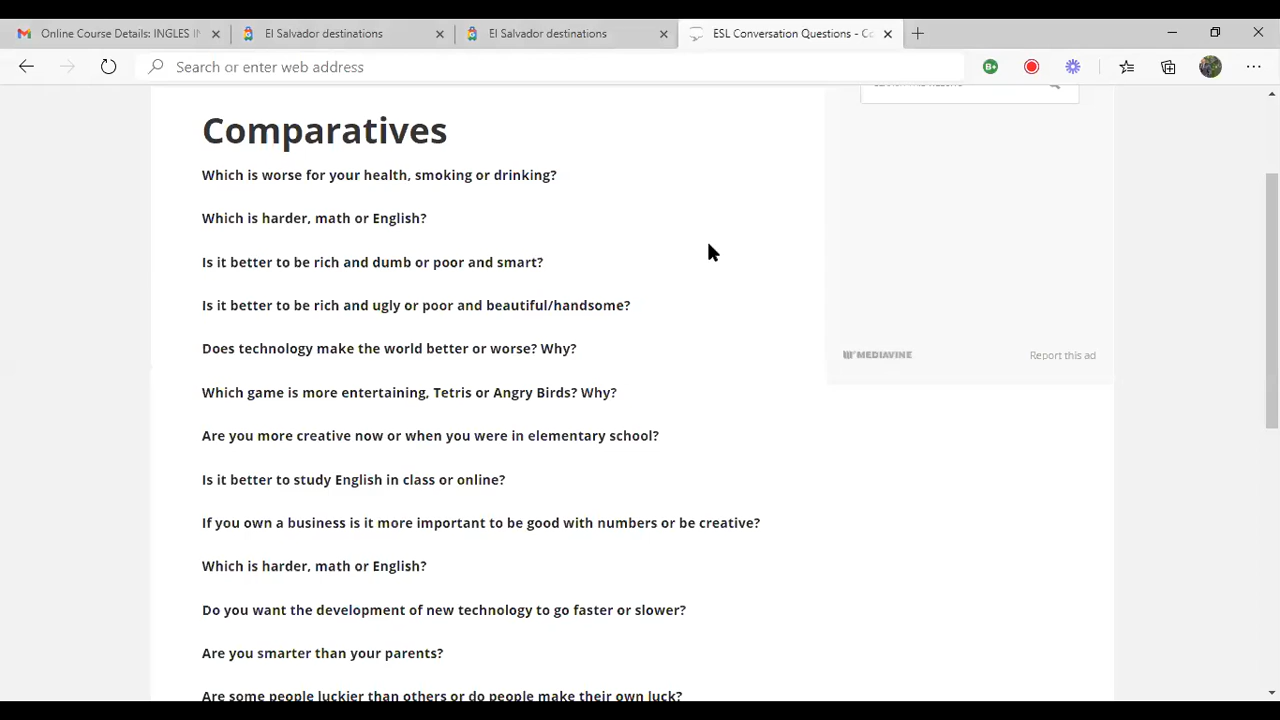 Online Course Details: INGLES IN
El Salvador destinations
El Salvador destinations
ESL Conversation Questions - Co
Search or enter web address
B+
Comparatives
Which is worse for your health, smoking or drinking?
Which is harder, math or English?
Is it better to be rich and dumb or poor and smart?
Is it better to be rich and ugly or poor and beautiful/handsome?
Does technology make the world better or worse? Why?
MEDIAVINE
Report this ad
Which game is more entertaining, Tetris or Angry Birds? Why?
Are you more creative now or when you were in elementary school?
Is it better to study English in class or online?
If you own a business is it more important to be good with numbers or be creative?
Which is harder, math or English?
Do you want the development of new technology to go faster or slower?
Are you smarter than your parents?
Are some people luckier than others or do people make their own luck?